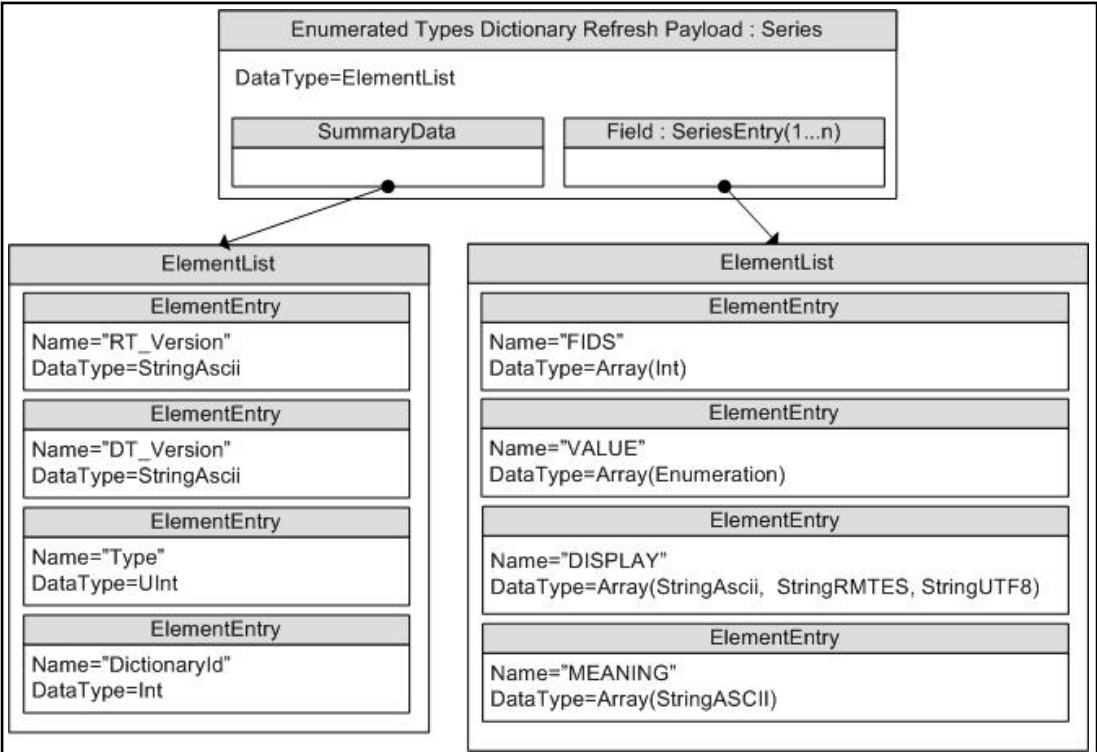 Enumerated Types Dictionary Refresh Payload : Series
DataType=ElementList
SummaryData
Field : SeriesEntry(1...n)
ElementList
ElementEntry
Name="RT_Version"
DataType=StringAscii
ElementEntry
Name="DT_Version"
DataType=StringAscii
ElementEntry
Name="Type"
DataType=UInt
ElementEntry
Name="DictionaryId"
DataType=Int
ElementList
ElementEntry
Name="FIDS"
DataType=Array(Int)
ElementEntry
Name="VALUE"
DataType=Array(Enumeration)
ElementEntry
Name="DISPLAY"
DataType=Array(StringAscii, StringRMTES, StringUTF8)
ElementEntry
Name="MEANING"
DataType=Array(StringASCII)